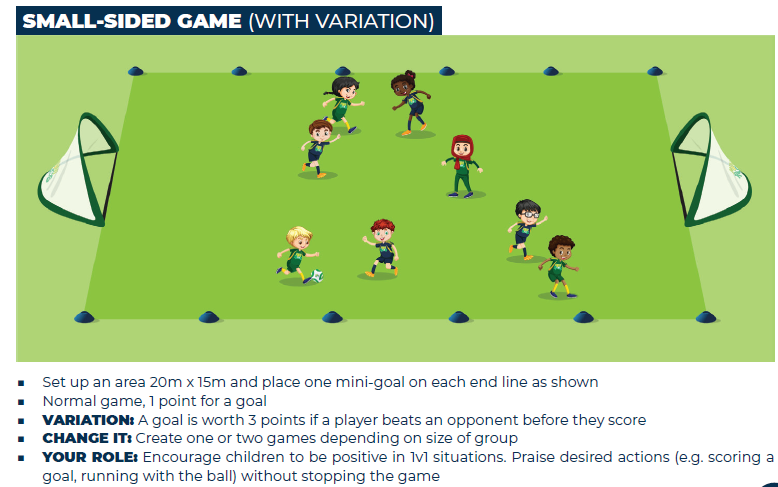 SMALL-SIDED GAME (WITH VARIATION)
▪ Set up an area 20m x 15m and place one mini-goal on each end line as shown
▪ Normal game, 1 point for a goal
▪ VARIATION: A goal is worth 3 points if a player beats an opponent before they score
▪ CHANGE IT: Create one or two games depending on size of group
▪ YOUR ROLE: Encourage children to be positive in 1v1 situations. Praise desired actions (e.g. scoring a
goal, running with the ball) without stopping the game